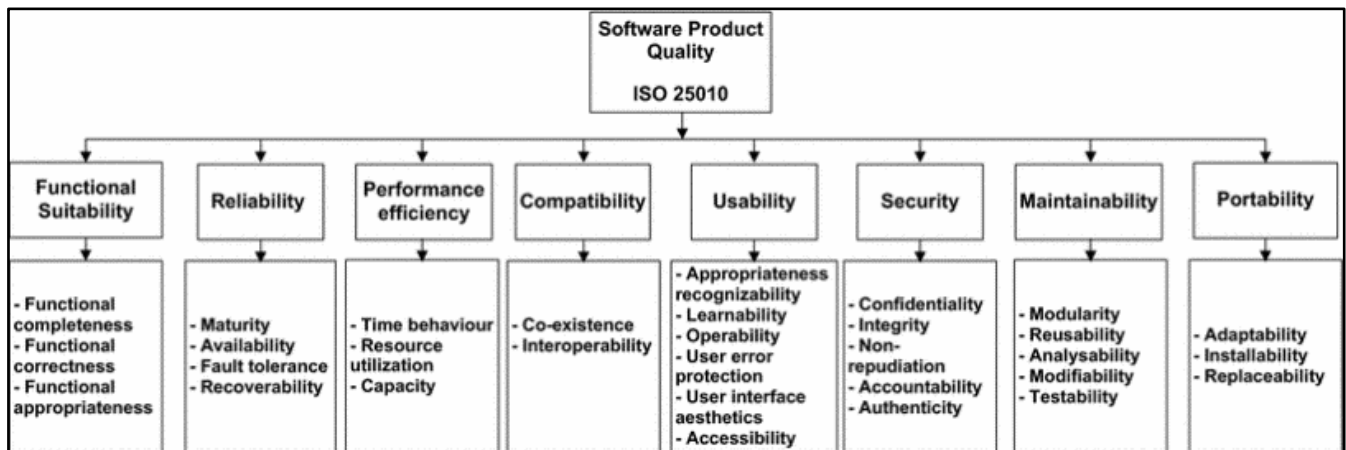 Software Product
Quality
ISO 25010
Functional
Suitability
Reliability
Performance
efficiency
Compatibility
Usability
Security
Maintainability
Portability
- Functional
completeness
- Functional
correctness
- Functional
appropriateness
- Maturity
- Availability
- Fault tolerance
- Recoverability
- Time behaviour
- Resource
utilization
- Capacity
- Co-existence
- Interoperability
- Appropriateness
recognizability
- Learnability
- Operability
- User error
protection
- User interface
aesthetics
- Accessibility
- Confidentiality
- Integrity
- Non-
repudiation
- Accountability
- Authenticity
- Modularity
- Reusability
- Analysability
- Modifiability
- Testability
- Adaptability
- Installability
- Replaceability